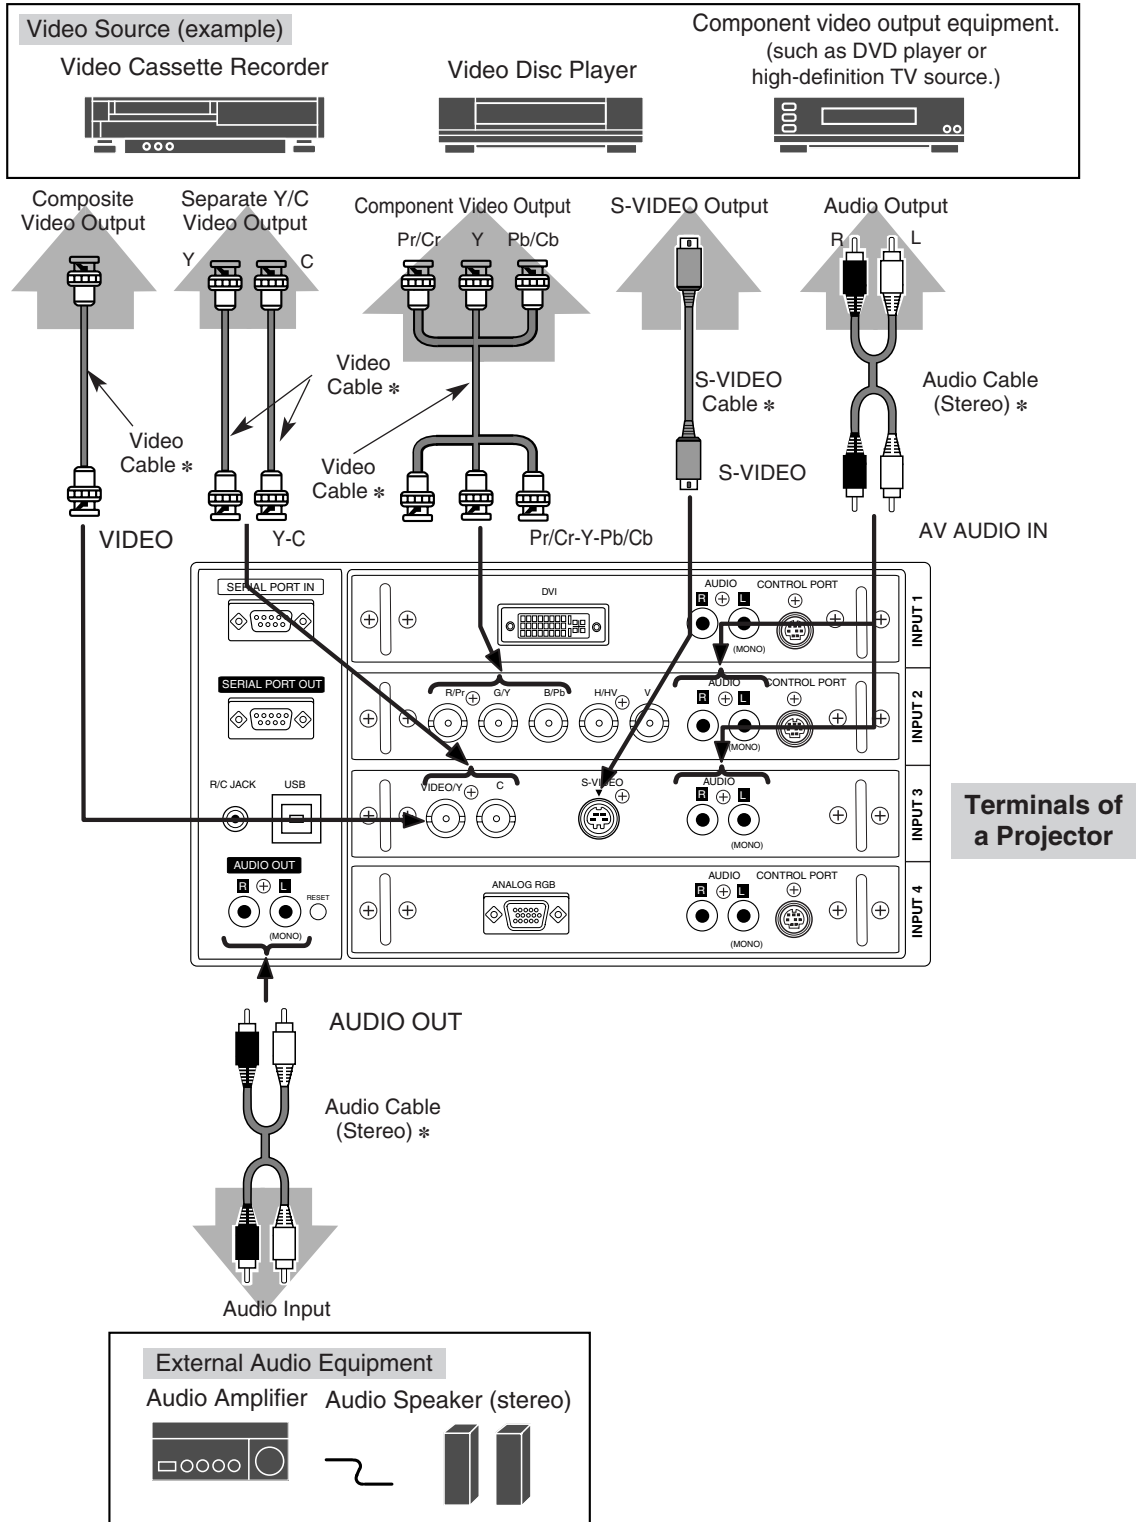 Video Source (example)
Component video output equipment.
(such as DVD player or
high-definition TV source.)
Video Cassette Recorder
Video Disc Player
Composite
Video Output
Separate Y/C
Video Output
Y
C
Component Video Output
Pr/Cr
Y
Pb/Cb
S-VIDEO Output
Audio Output
R
L
Video
Cable *
Video
Cable *
Video
Cable *
S-VIDEO
Cable *
Audio Cable
(Stereo) *
VIDEO
Y-C
Pr/Cr-Y-Pb/Cb
S-VIDEO
AV AUDIO IN
SERIAL PORT IN
DVI
AUDIO
R
L
(MONO)
CONTROL PORT
INPUT 1
SERIAL PORT OUT
R/Pr
G/Y
B/Pb
H/HV
V
AUDIO
R
L
(MONO)
CONTROL PORT
INPUT 2
R/C JACK
USB
VIDEO/Y
C
S-VIDEO
AUDIO
R
L
(MONO)
INPUT 3
Terminals of
a Projector
AUDIO OUT
R
L
RESET
(MONO)
ANALOG RGB
AUDIO
R
L
(MONO)
CONTROL PORT
INPUT 4
AUDIO OUT
Audio Cable
(Stereo) *
Audio Input
External Audio Equipment
Audio Amplifier
Audio Speaker (stereo)